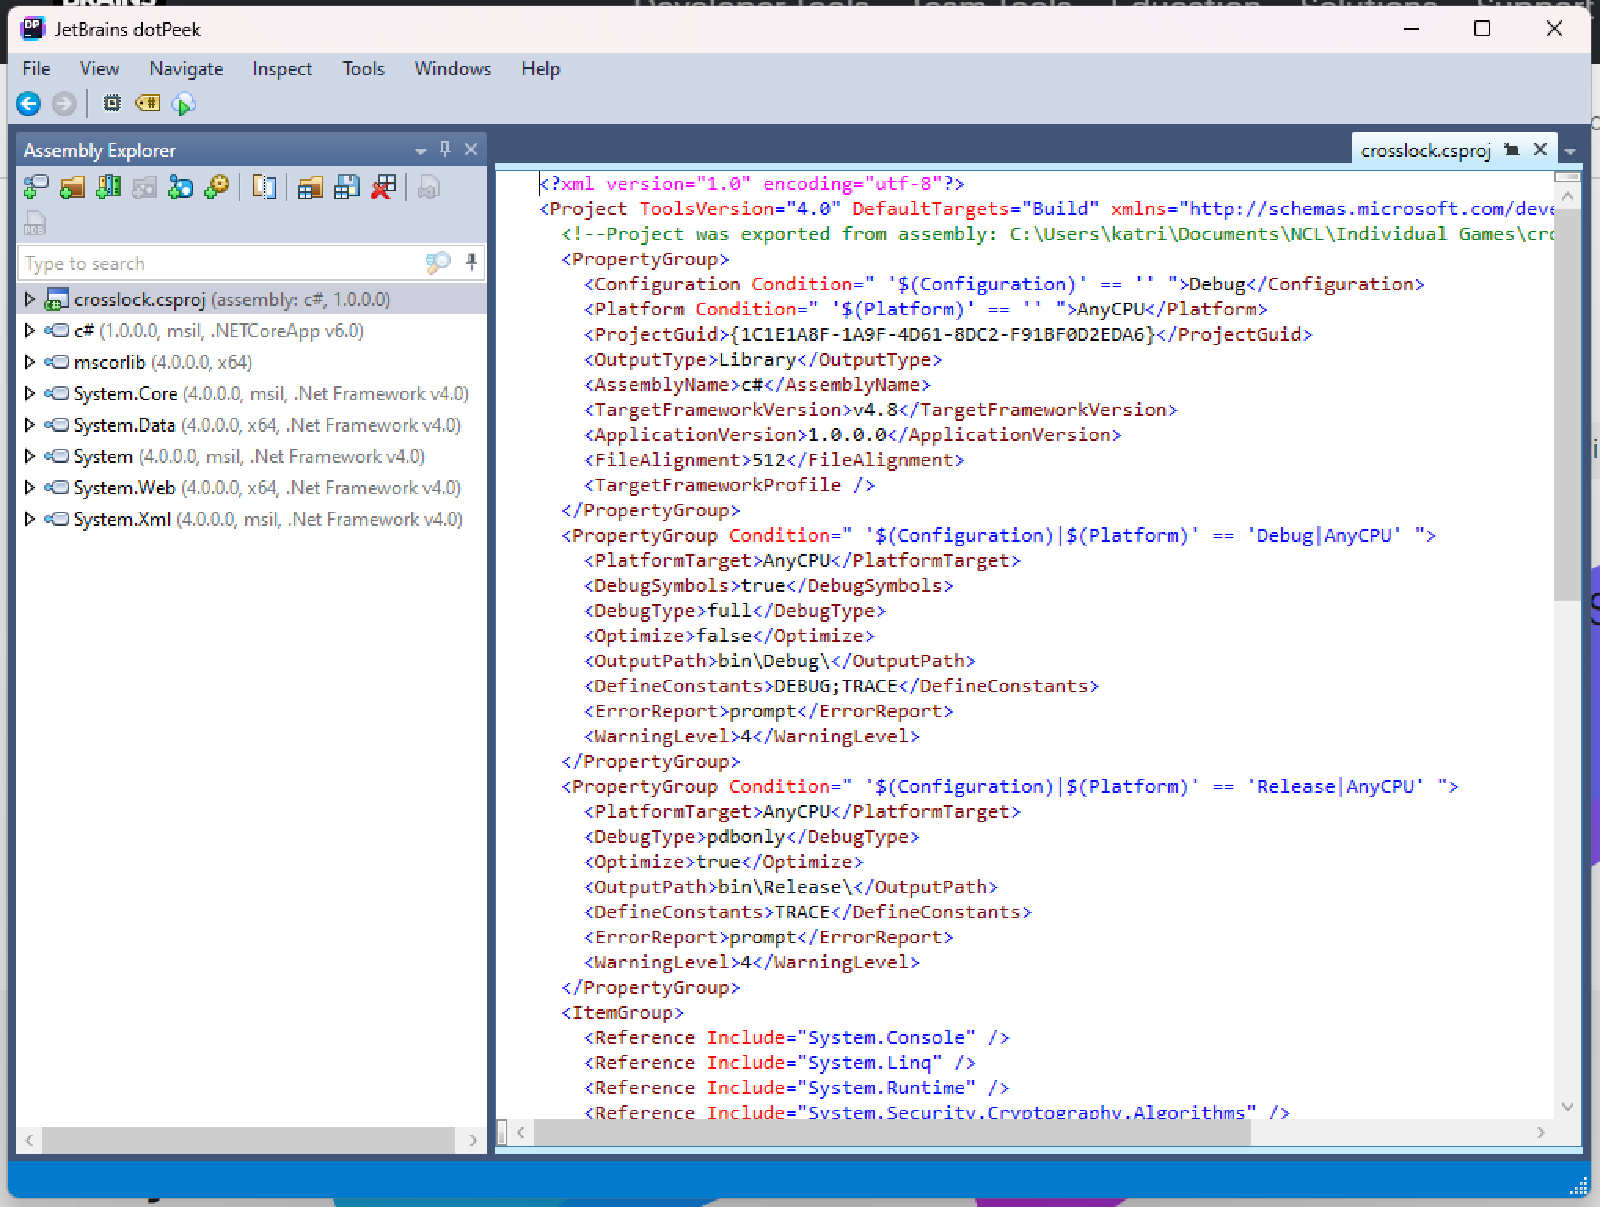 JetBrains dotPeek
File View Navigate Inspect Tools Windows Help
Assembly Explorer
Type to search
crosslock.csproj (assembly: c#, 1.0.0.0)
c# (1.0.0.0, msil, .NETCoreApp v6.0)
mscorlib (4.0.0.0, x64)
System.Core (4.0.0.0, msil, .Net Framework v4.0)
System.Data (4.0.0.0, x64, .Net Framework v4.0)
System (4.0.0.0, msil, .Net Framework v4.0)
System.Web (4.0.0.0, x64, .Net Framework v4.0)
System.Xml (4.0.0.0, msil, .Net Framework v4.0)
crosslock.csproj
<?xml version="1.0" encoding="utf-8"?>
<Project ToolsVersion="4.0" DefaultTargets="Build" xmlns="http://schemas.microsoft.com/deve
<!--Project was exported from assembly: C:\Users\katri\Documents\NCL\Individual Games\cro
<PropertyGroup>
<Configuration Condition=" '$(Configuration)' == '' ">Debug</Configuration>
<Platform Condition=" '$(Platform)' == '' ">AnyCPU</Platform>
<ProjectGuid>{1C1E1A8F-1A9F-4D61-8DC2-F91BF0D2EDA6}</ProjectGuid>
<OutputType>Library</OutputType>
<AssemblyName>c#</AssemblyName>
<TargetFrameworkVersion>v4.8</TargetFrameworkVersion>
<ApplicationVersion>1.0.0.0</ApplicationVersion>
<FileAlignment>512</FileAlignment>
<TargetFrameworkProfile />
</PropertyGroup>
<PropertyGroup Condition=" '$(Configuration)|$(Platform)' == 'Debug|AnyCPU' ">
<PlatformTarget>AnyCPU</PlatformTarget>
<DebugSymbols>true</DebugSymbols>
<DebugType>full</DebugType>
<Optimize>false</Optimize>
<OutputPath>bin\Debug\</OutputPath>
<DefineConstants>DEBUG;TRACE</DefineConstants>
<ErrorReport>prompt</ErrorReport>
<WarningLevel>4</WarningLevel>
</PropertyGroup>
<PropertyGroup Condition=" '$(Configuration)|$(Platform)' == 'Release|AnyCPU' ">
<PlatformTarget>AnyCPU</PlatformTarget>
<DebugType>pdbonly</DebugType>
<Optimize>true</Optimize>
<OutputPath>bin\Release\</OutputPath>
<DefineConstants>TRACE</DefineConstants>
<ErrorReport>prompt</ErrorReport>
<WarningLevel>4</WarningLevel>
</PropertyGroup>
<ItemGroup>
<Reference Include="System.Console" />
<Reference Include="System.Linq" />
<Reference Include="System.Runtime" />
<Reference Include="System.Security.Cryptography.Algorithms" />